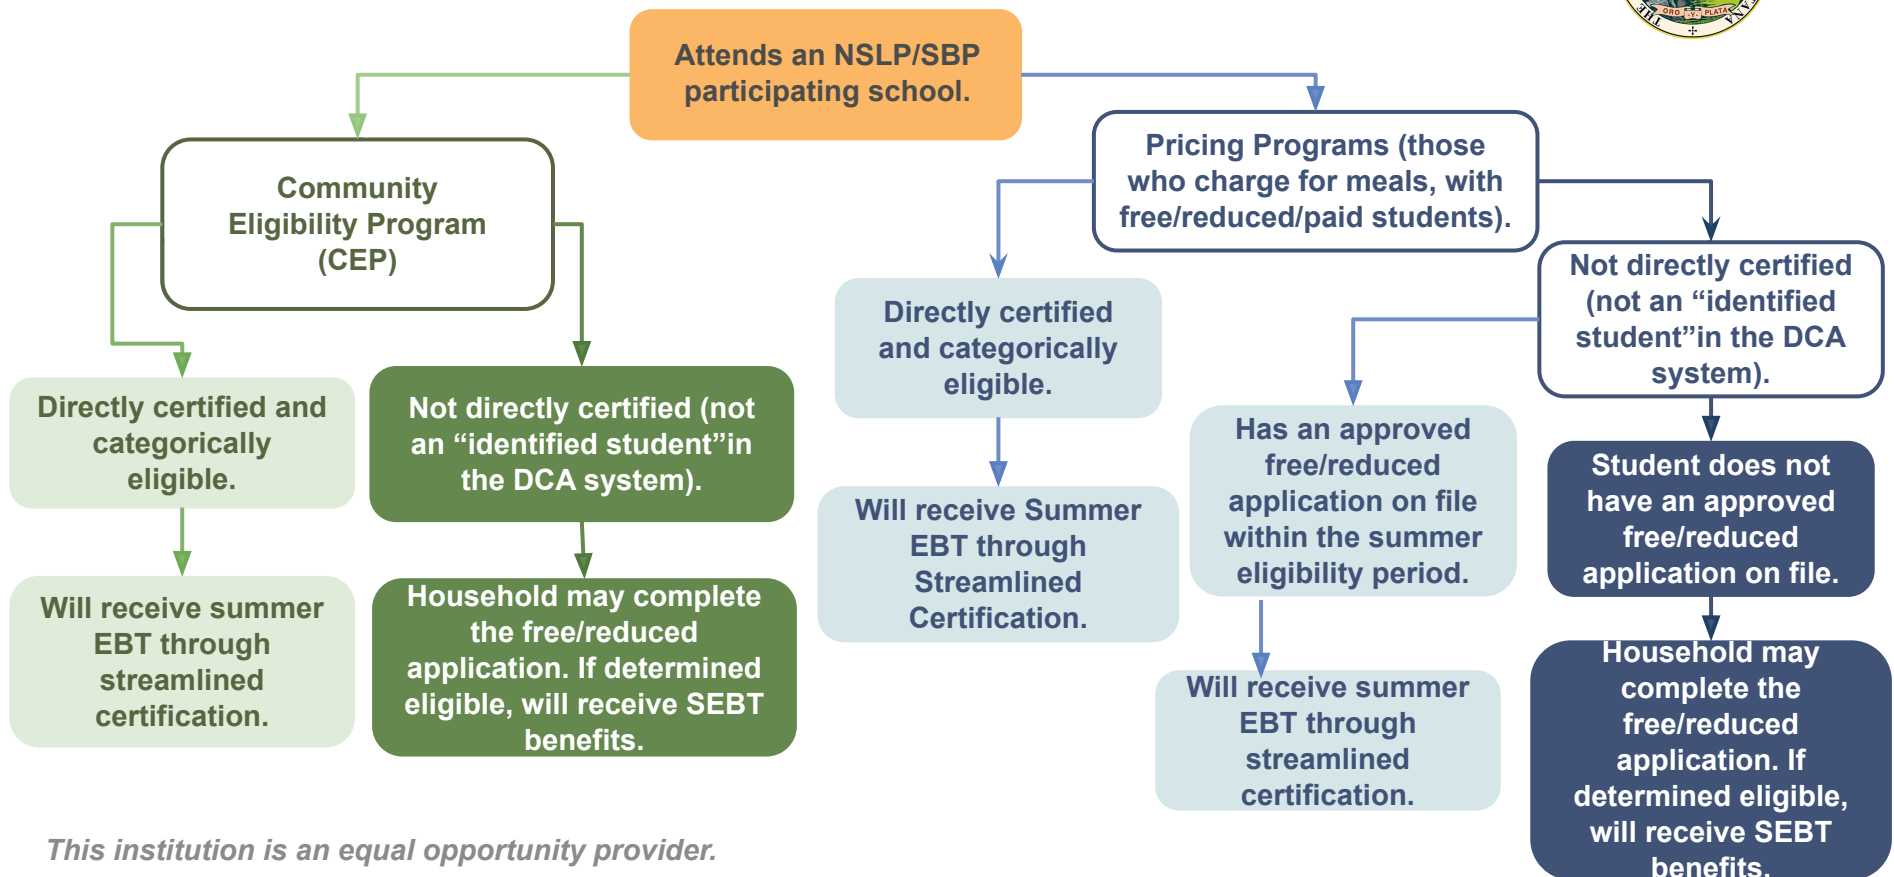 THE
ORO Y PLATA
TANA
Attends an NSLP/SBP
participating school.
Community
Eligibility Program
(CEP)
Directly certified and
categorically
eligible.
Will receive summer
EBT through
streamlined
certification.
Not directly certified (not
an “identified student”in
the DCA system).
Household may complete
the free/reduced
application. If determined
eligible, will receive SEBT
benefits.
Pricing Programs (those
who charge for meals, with
free/reduced/paid students).
Directly certified
and categorically
eligible.
Will receive Summer
EBT through
Streamlined
Certification.
Not directly certified
(not an “identified
student”in the DCA
system).
Has an approved
free/reduced
application on file
within the summer
eligibility period.
Will receive summer
EBT through
streamlined
certification.
Student does not
have an approved
free/reduced
application on file.
Household may
complete the
free/reduced
application. If
determined eligible,
will receive SEBT
benefits.
This institution is an equal opportunity provider.